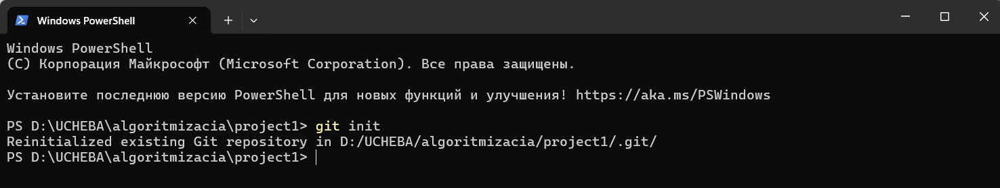 Windows PowerShell
Windows PowerShell
(C) Корпорация Майкрософт (Microsoft Corporation). Все права защищены.
Установите последнюю версию PowerShell для новых функций и улучшения! https://aka.ms/PSWindows
PS D:\UCHEBA\algoritmizacia\project1> git init
Reinitialized existing Git repository in D:/UCHEBA/algoritmizacia/project1/.git/
PS D:\UCHEBA\algoritmizacia\project1>